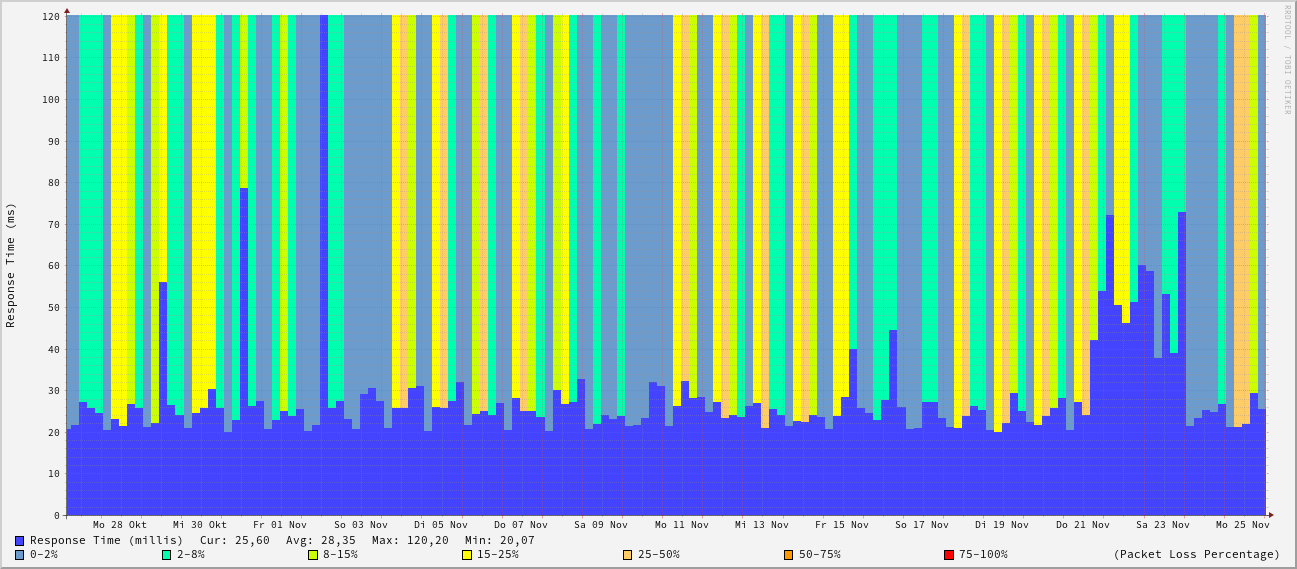 RRDTOOL / TOBI OETIKER
Response Time (ms)
120
110
100
90
80
70
60
50
40
30
20
10
0
Mo 28 Okt Mi 30 Okt Fr 01 Nov So 03 Nov Di 05 Nov Do 07 Nov Sa 09 Nov Mo 11 Nov Mi 13 Nov Fr 15 Nov So 17 Nov Di 19 Nov Do 21 Nov Sa 23 Nov Mo 25 Nov
Response Time (millis) Cur: 25,60 Avg: 28,35 Max: 120,20 Min: 20,07
0-2% 2-8% 8-15% 15-25% 25-50% 50-75% 75-100% (Packet Loss Percentage)